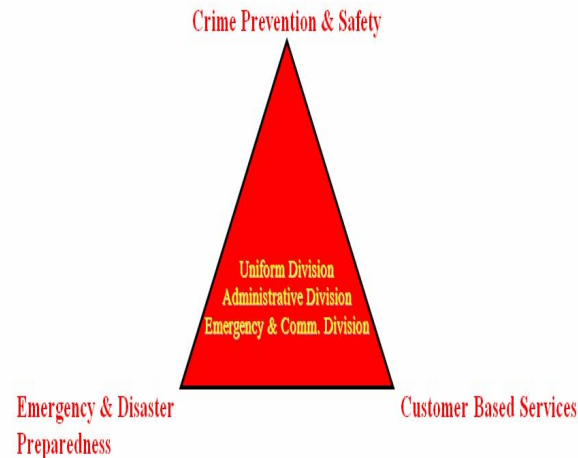 Crime Prevention & Safety
Uniform Division
Administrative Division
Emergency & Comm. Division
Emergency & Disaster
Preparedness
Customer Based Services